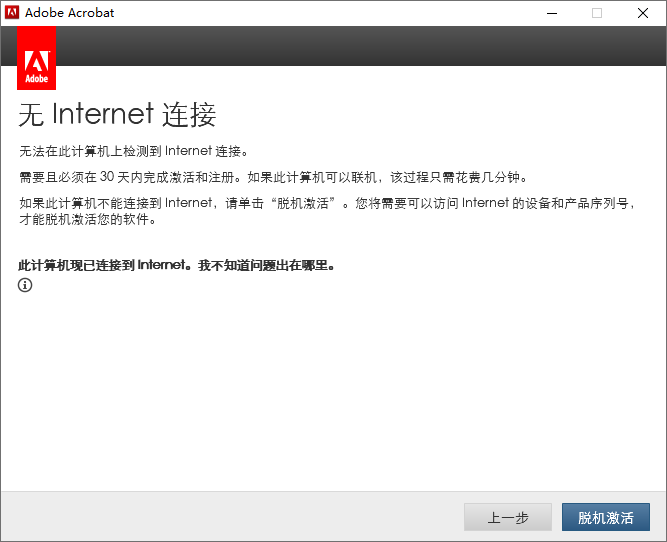 Adobe Acrobat
Adobe
无 Internet 连接
无法在此计算机上检测到 Internet 连接。
需要且必须在 30 天内完成激活和注册。如果此计算机可以联机，该过程只需花费几分钟。
如果此计算机不能连接到 Internet，请单击“脱机激活”。您将需要可以访问 Internet 的设备和产品序列号，
才能脱机激活您的软件。
此计算机现已连接到 Internet。我不知道问题出在哪里。
上一步
脱机激活